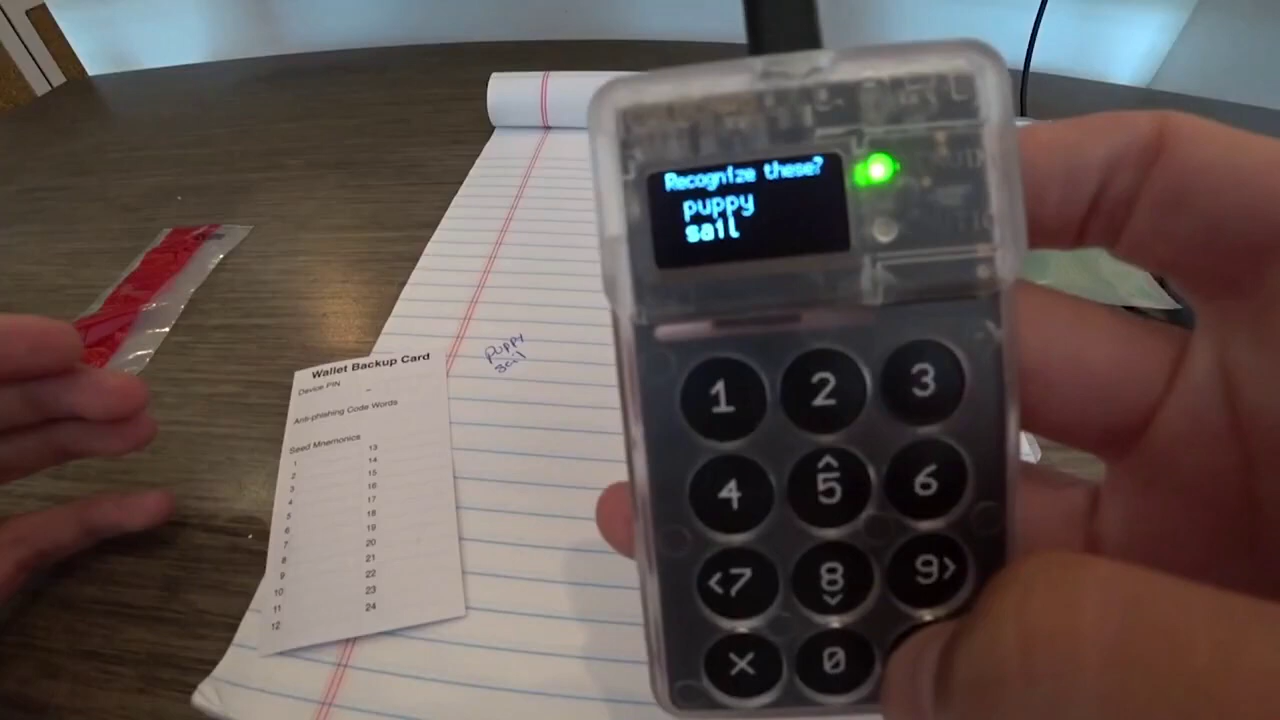 Recognize these?
puppy
sail
1 2 3
4 5 6
<7 8 9>
X 0
puppy
sail
Wallet Backup Card
Device PIN
Anti-phishing Code Words
Seed Mnemonics
1 13
2 14
3 15
4 16
5 17
6 18
7 19
8 20
9 21
10 22
11 23
12 24